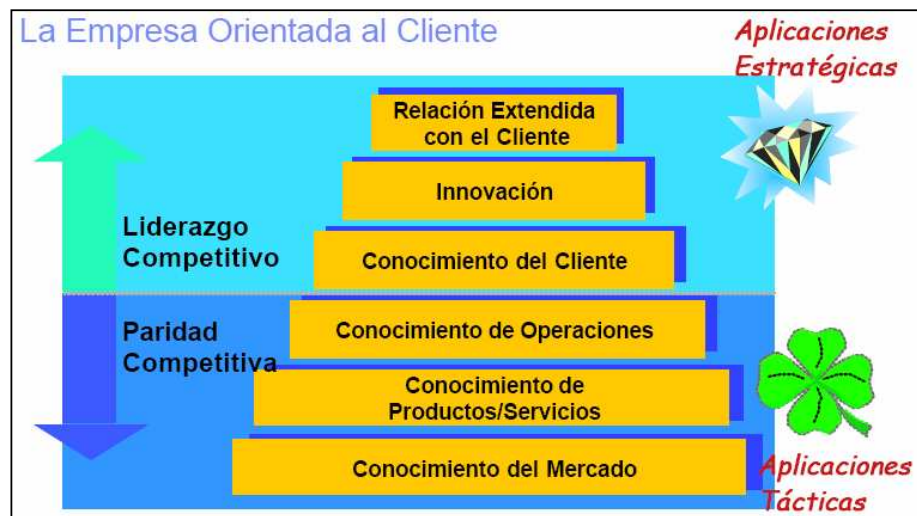 La Empresa Orientada al Cliente
Aplicaciones
Estratégicas
Relación Extendida
con el Cliente
Innovación
Liderazgo
Competitivo
Conocimiento del Cliente
Conocimiento de Operaciones
Paridad
Competitiva
Conocimiento de
Productos/Servicios
Conocimiento del Mercado
Aplicaciones
Tácticas